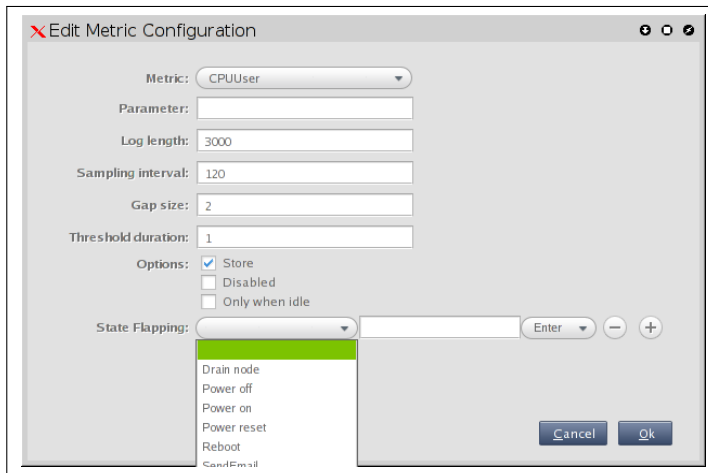 Edit Metric Configuration
Metric: CPUUser
Parameter:
Log length: 3000
Sampling interval: 120
Gap size: 2
Threshold duration: 1
Options: Store
Disabled
Only when idle
State Flapping: Enter
Drain node
Power off
Power on
Power reset
Reboot
SendEmail
Cancel Ok